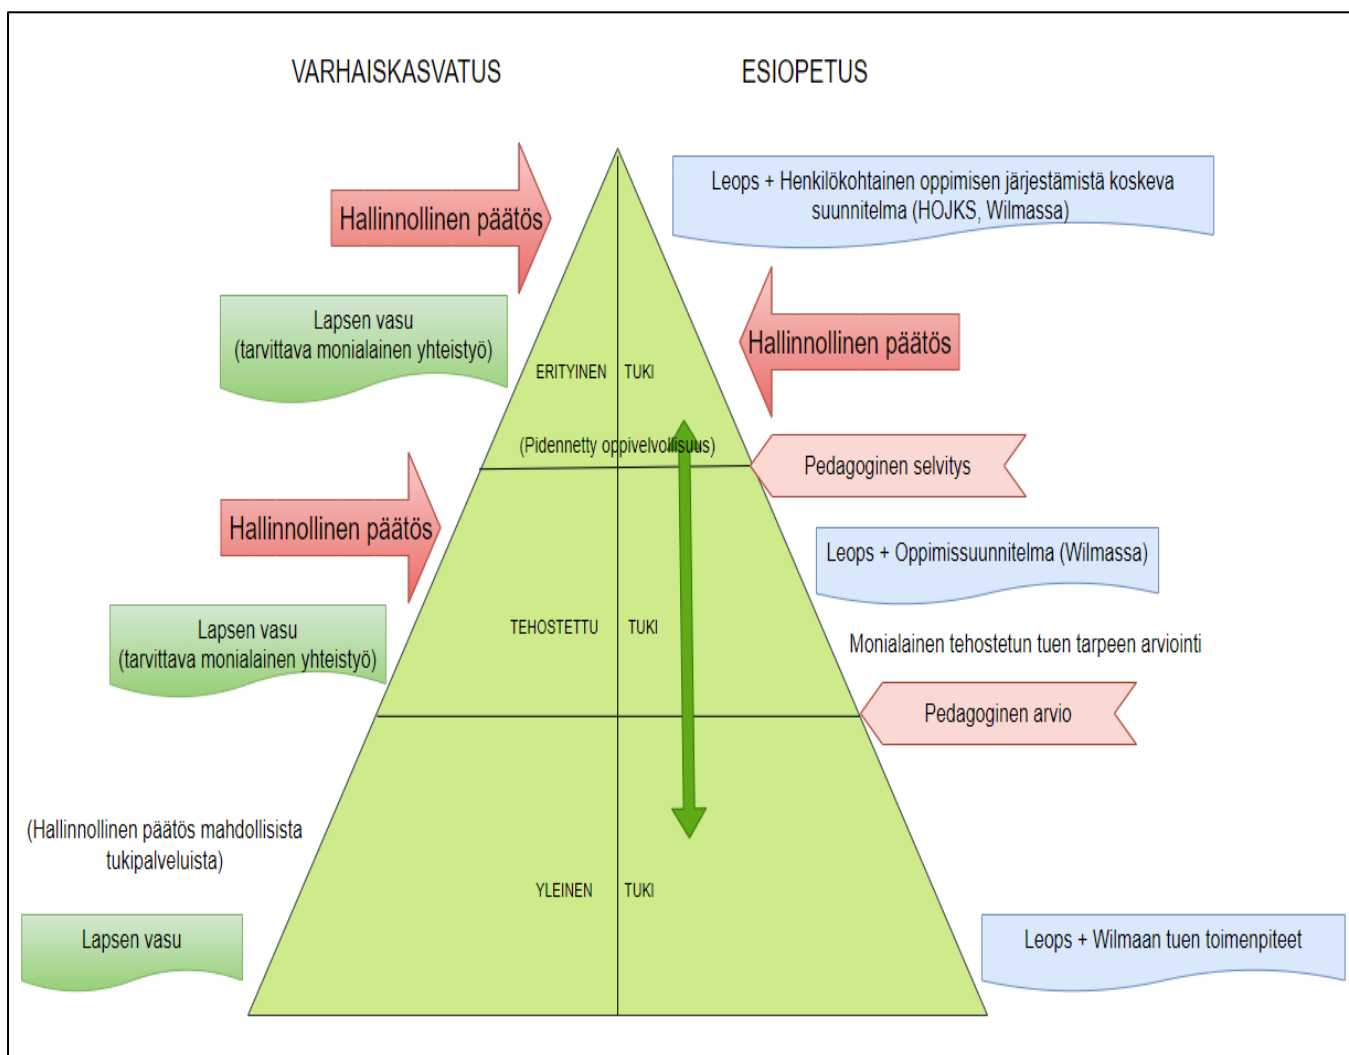 VARHAISKASVATUS
ESIOPETUS
Leops + Henkilökohtainen oppimisen järjestämistä koskeva
suunnitelma (HOJKS, Wilmassa)
Hallinnollinen päätös
Lapsen vasu
(tarvittava monialainen yhteistyö)
Hallinnollinen päätös
ERITYINEN TUKI
(Pidennetty oppivelvollisuus)
Pedagoginen selvitys
Hallinnollinen päätös
Leops + Oppimissuunnitelma (Wilmassa)
Lapsen vasu
(tarvittava monialainen yhteistyö)
TEHOSTETTU TUKI
Monialainen tehostetun tuen tarpeen arviointi
Pedagoginen arvio
(Hallinnollinen päätös mahdollisista
tukipalveluista)
YLEINEN TUKI
Lapsen vasu
Leops + Wilmaan tuen toimenpiteet